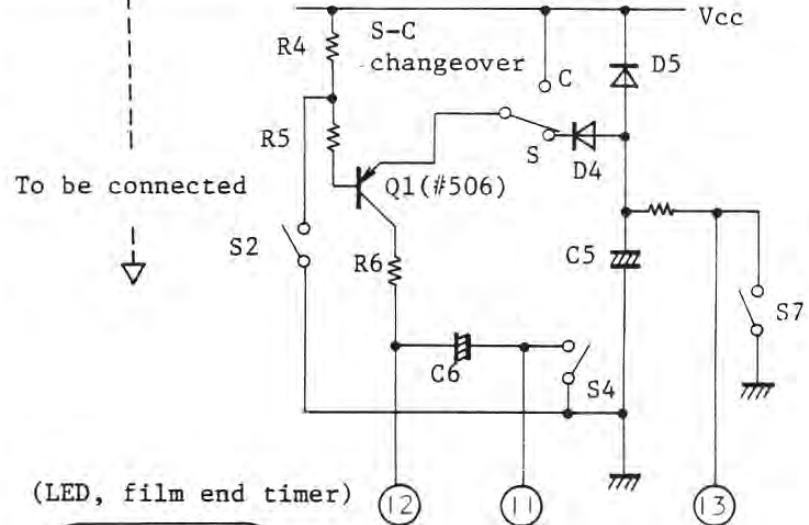 Vcc
R4
S-C
changeover
C
D5
R5
S
D4
To be connected
Q1(#506)
S2
R6
C5
S7
C6
S4
(LED, film end timer)
12
11
13